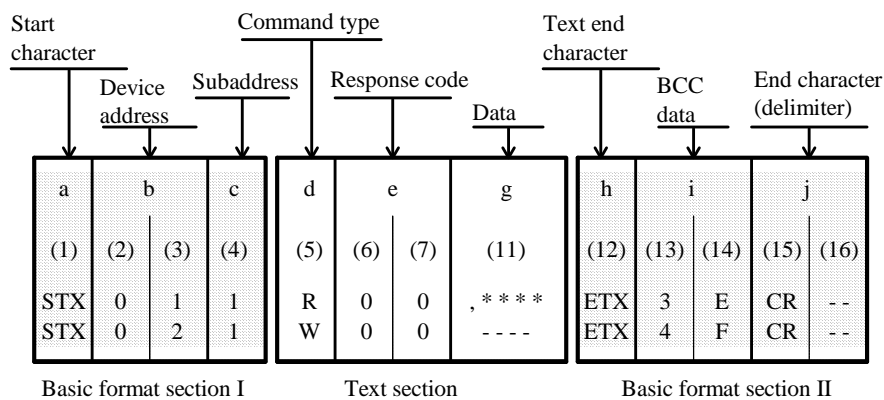 Start character
Device address
Subaddress
Command type
Response code
Data
Text end character
BCC data
End character (delimiter)
a b c d e g h i j
(1) (2) (3) (4) (5) (6) (7) (11) (12) (13) (14) (15) (16)
STX 0 1 1 R 0 0 , * * * * ETX 3 E CR - -
STX 0 2 1 W 0 0 - - - - ETX 4 F CR - -
Basic format section I Text section Basic format section II